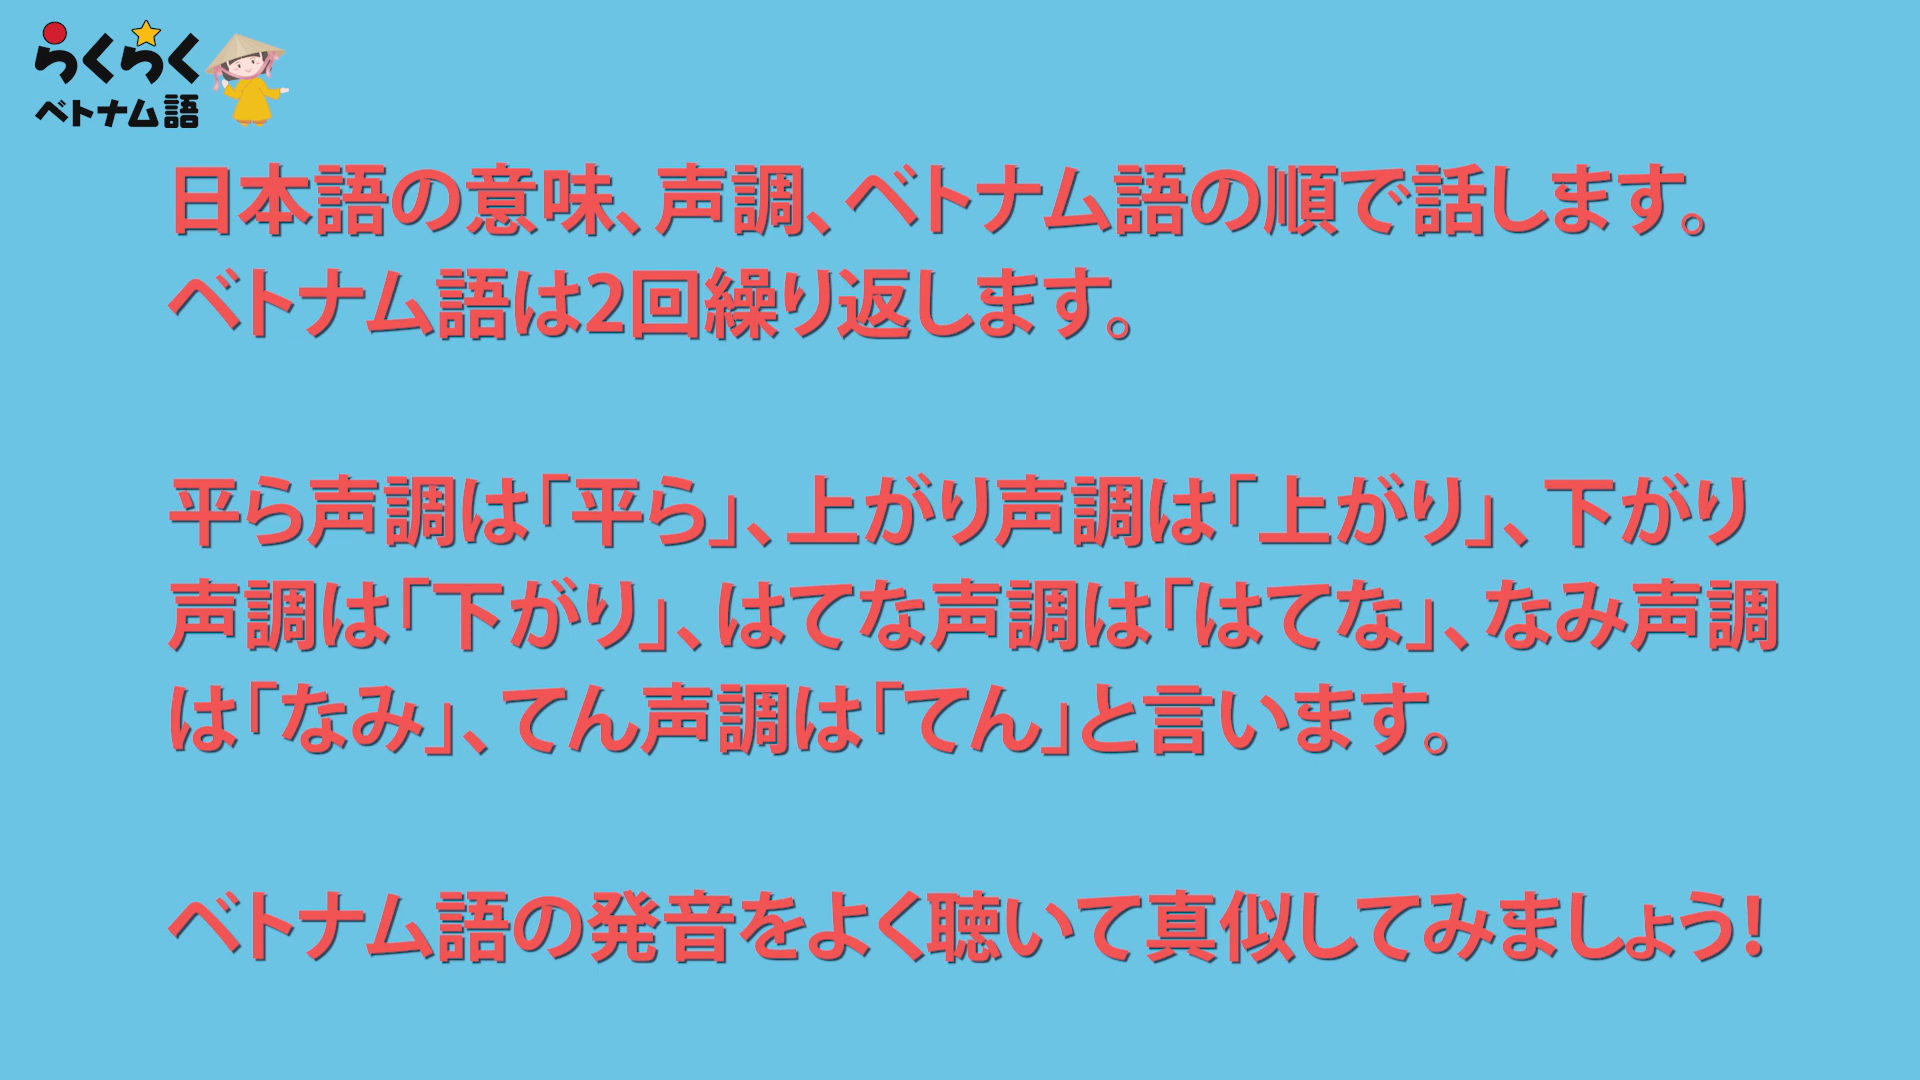 らくらく
ベトナム語
日本語の意味、声調、ベトナム語の順で話します。
ベトナム語は2回繰り返します。
平ら声調は「平ら」、上がり声調は「上がり」、下がり
声調は「下がり」、はてな声調は「はてな」、なみ声調
は「なみ」、てん声調は「てん」と言います。
ベトナム語の発音をよく聴いて真似してみましょう!